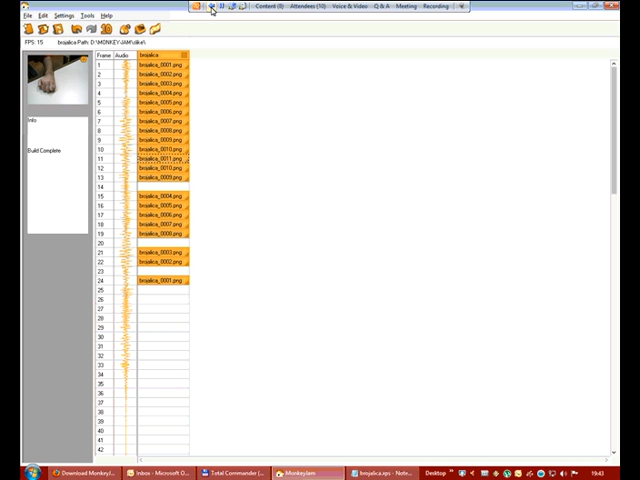 Content (0) Attendees (10) Voice & Video Q & A Meeting Recording
File Edit Settings Tools Help
FPS: 15 brojalica Path: D:\MONKEY-JAM\slike\
Frame Audio brojalica
1 brojalica_0001.png
2 brojalica_0002.png
3 brojalica_0003.png
4 brojalica_0004.png
5 brojalica_0005.png
6 brojalica_0006.png
7 brojalica_0007.png
8 brojalica_0008.png
9 brojalica_0009.png
10 brojalica_0010.png
11 brojalica_0011.png
12 brojalica_0010.png
13 brojalica_0009.png
14
15 brojalica_0004.png
16 brojalica_0005.png
17 brojalica_0006.png
18 brojalica_0007.png
19 brojalica_0008.png
20
21 brojalica_0003.png
22 brojalica_0002.png
23
24 brojalica_0001.png
25
26
27
28
29
30
31
32
33
34
35
36
37
38
39
40
41
42
Info
Build Complete
Download MonkeyJ... Inbox - Microsoft O... Total Commander (... MonkeyJam brojalica.xps - Note... Desktop 19:43